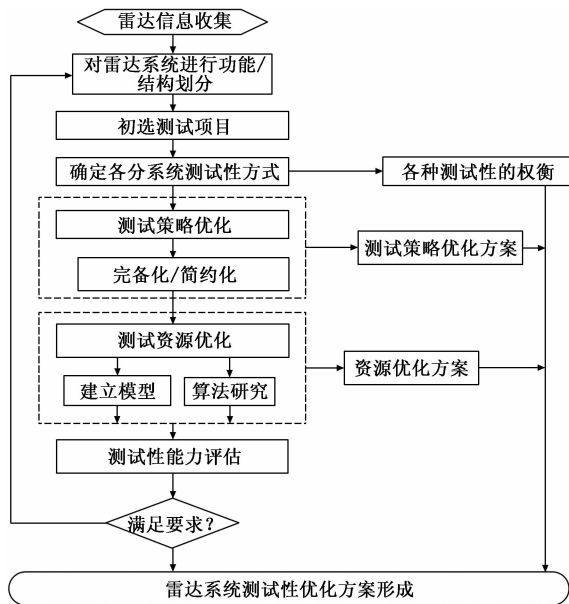 雷达信息收集
对雷达系统进行功能/
结构划分
初选测试项目
确定各分系统测试性方式
各种测试性的权衡
测试策略优化
测试策略优化方案
完备化/简约化
测试资源优化
资源优化方案
建立模型
算法研究
测试性能力评估
满足要求?
雷达系统测试性优化方案形成